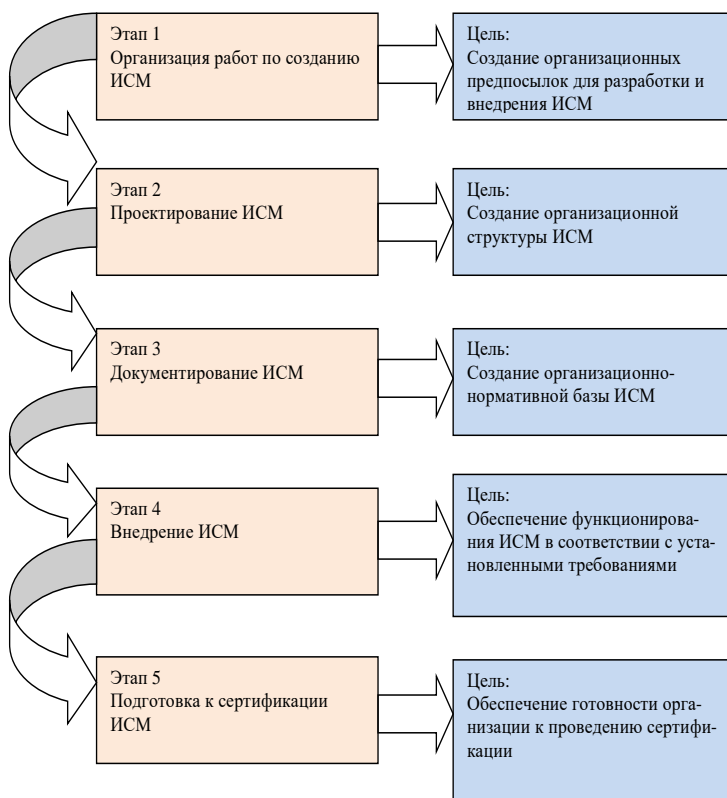 Этап 1
Организация работ по созданию
ИСМ
Цель:
Создание организационных
предпосылок для разработки и
внедрения ИСМ
Этап 2
Проектирование ИСМ
Цель:
Создание организационной
структуры ИСМ
Этап 3
Документирование ИСМ
Цель:
Создание организационно-
нормативной базы ИСМ
Этап 4
Внедрение ИСМ
Цель:
Обеспечение функционирова-
ния ИСМ в соответствии с уста-
новленными требованиями
Этап 5
Подготовка к сертификации
ИСМ
Цель:
Обеспечение готовности орга-
низации к проведению сертифи-
кации